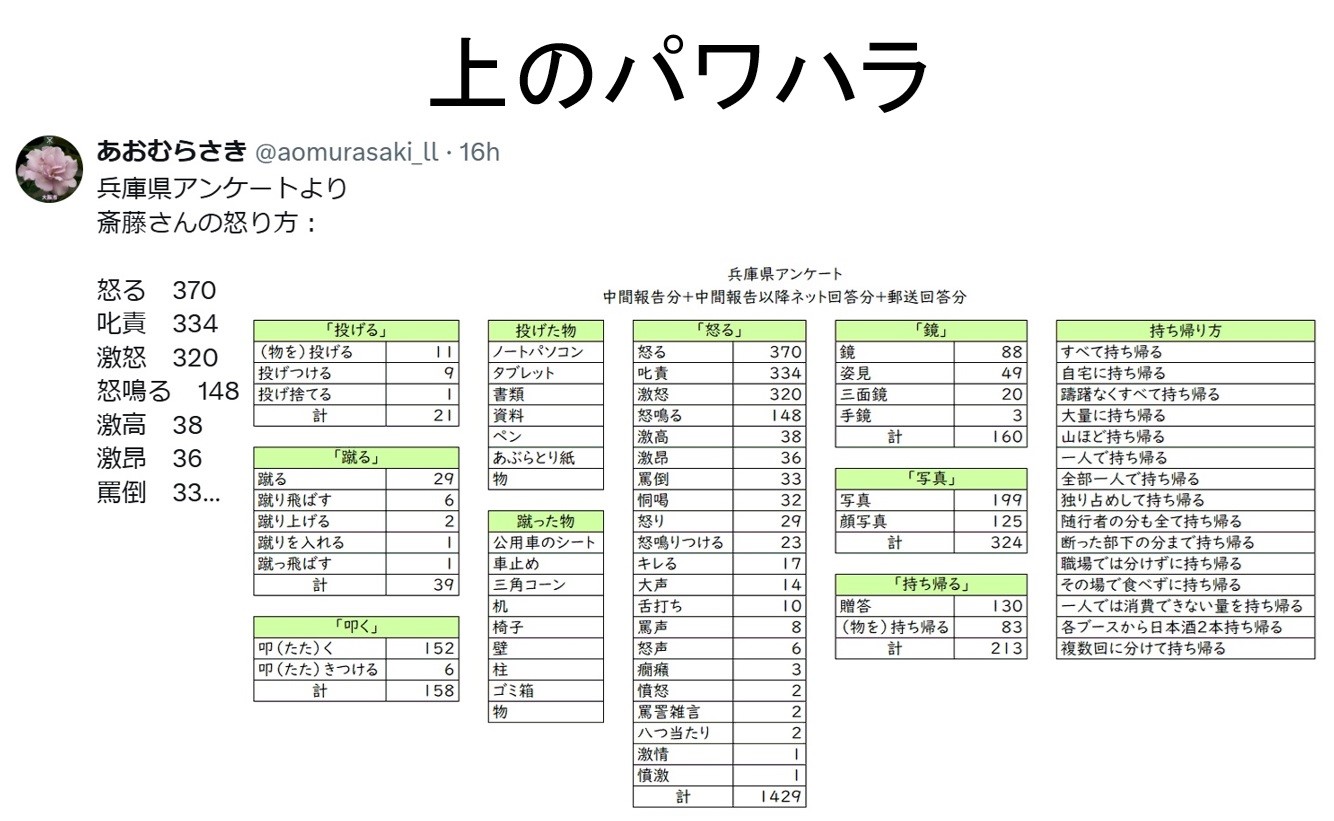 上のパワハラ
あおむらさき @aomurasaki_ll · 16h
兵庫県アンケートより
斎藤さんの怒り方：
怒る 370
叱責 334
激怒 320
怒鳴る 148
激高 38
激昂 36
罵倒 33...
兵庫県アンケート
中間報告分+中間報告以降ネット回答分+郵送回答分
「投げる」
(物を)投げる 11
投げつける 9
投げ捨てる 1
計 21
「蹴る」
蹴る 29
蹴り飛ばす 6
蹴り上げる 2
蹴りを入れる 1
蹴っ飛ばす 1
計 39
「叩く」
叩(たた)く 152
叩(たた)きつける 6
計 158
投げた物
ノートパソコン
タブレット
書類
資料
ペン
あぶらとり紙
物
蹴った物
公用車のシート
車止め
三角コーン
机
椅子
壁
柱
ゴミ箱
物
「怒る」
怒る 370
叱責 334
激怒 320
怒鳴る 148
激高 38
激昂 36
罵倒 33
恫喝 32
怒り 29
怒鳴りつける 23
キレる 17
大声 14
舌打ち 10
罵声 8
怒声 6
癇癪 3
憤怒 2
罵詈雑言 2
八つ当たり 2
激情 1
憤激 1
計 1429
「鏡」
鏡 88
姿見 49
三面鏡 20
手鏡 3
計 160
「写真」
写真 199
顔写真 125
計 324
「持ち帰る」
贈答 130
(物を)持ち帰る 83
計 213
持ち帰り方
すべて持ち帰る
自宅に持ち帰る
躊躇なくすべて持ち帰る
大量に持ち帰る
山ほど持ち帰る
一人で持ち帰る
全部一人で持ち帰る
独り占めして持ち帰る
随行者の分も全て持ち帰る
断った部下の分まで持ち帰る
職場では分けずに持ち帰る
その場で食べずに持ち帰る
一人では消費できない量を持ち帰る
各ブースから日本酒2本持ち帰る
複数回に分けて持ち帰る